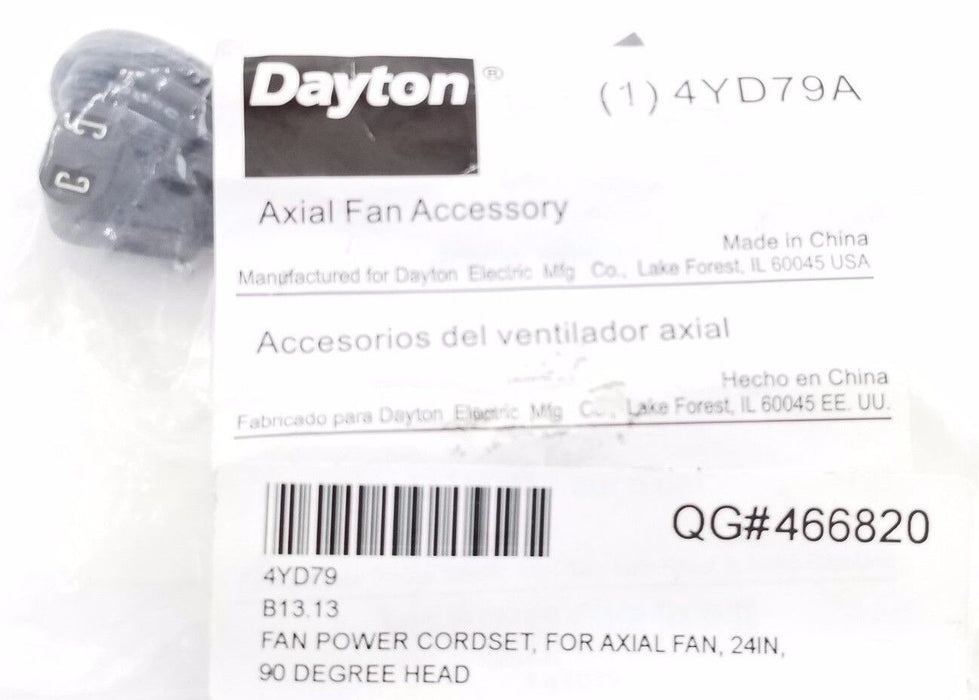 Dayton®
(1) 4YD79A
Axial Fan Accessory
Made in China
Manufactured for Dayton Electric Mfg Co., Lake Forest, IL 60045 USA
Accesorios del ventilador axial
Hecho en China
Fabricado para Dayton Electric Mfg Co., Lake Forest, IL 60045 EE. UU.
QG#466820
4YD79
B13.13
FAN POWER CORDSET, FOR AXIAL FAN, 24IN,
90 DEGREE HEAD